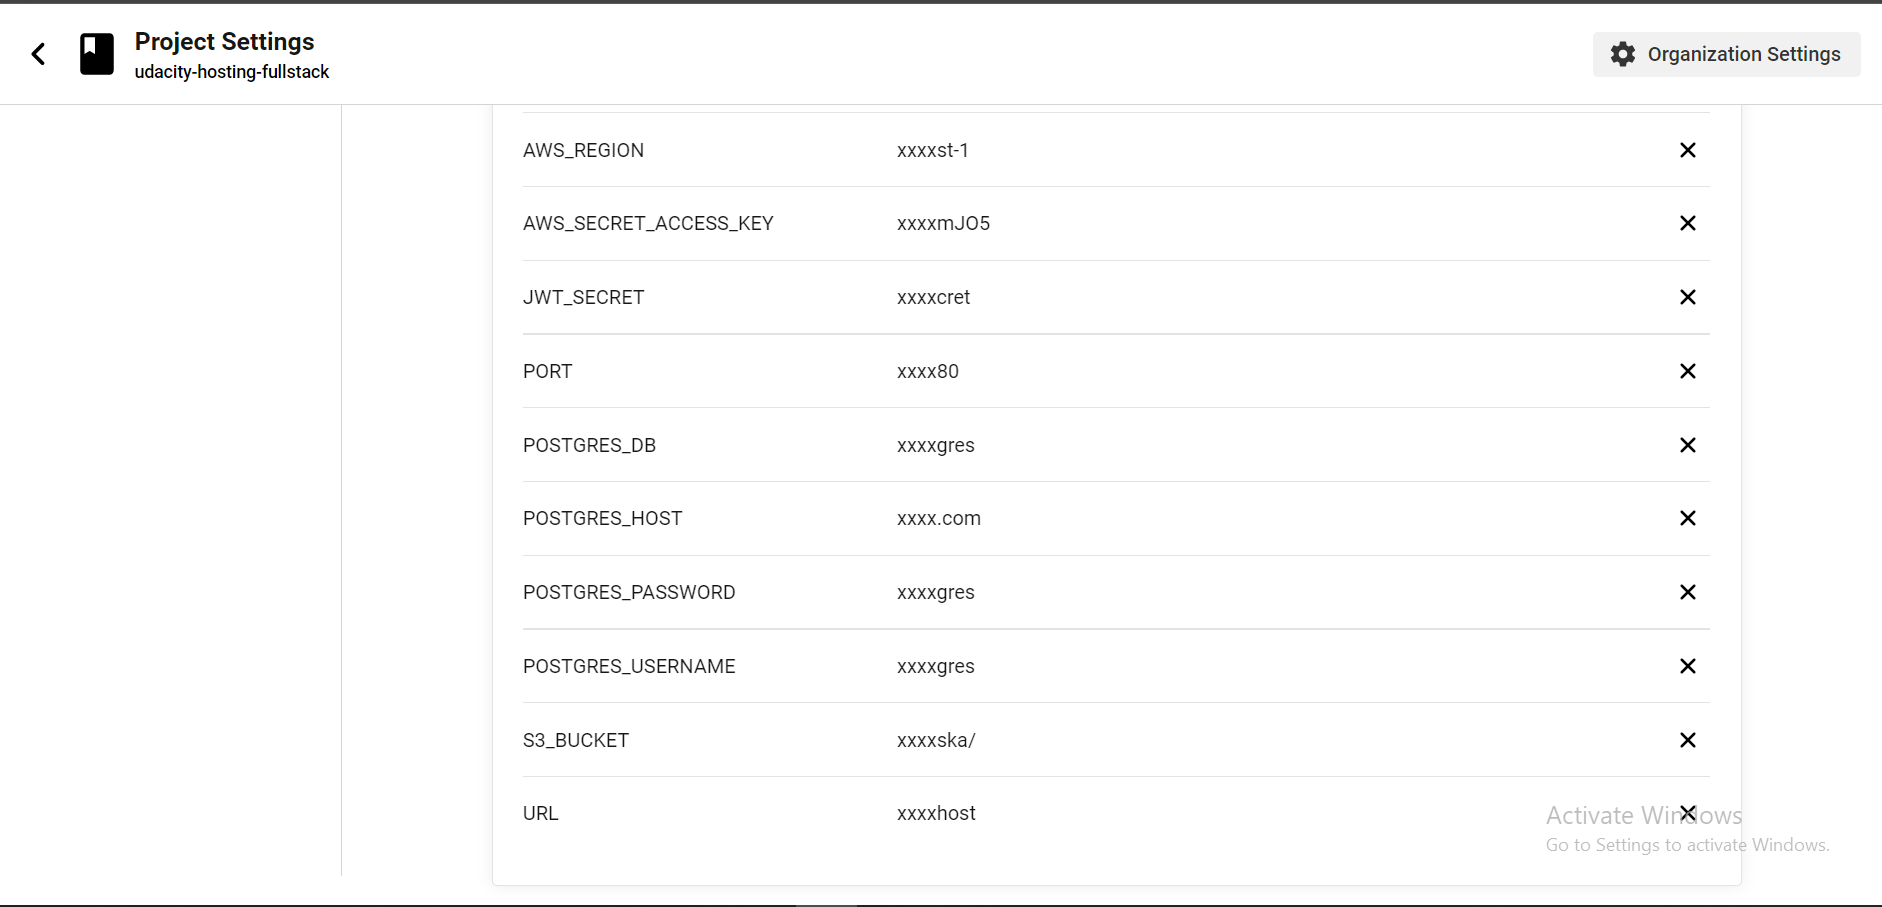 Project Settings
udacity-hosting-fullstack
Organization Settings
AWS_REGION xxxxst-1
AWS_SECRET_ACCESS_KEY xxxxmJO5
JWT_SECRET xxxxcret
PORT xxxx80
POSTGRES_DB xxxxgres
POSTGRES_HOST xxxx.com
POSTGRES_PASSWORD xxxxgres
POSTGRES_USERNAME xxxxgres
S3_BUCKET xxxxska/
URL xxxxhost
Activate Windows
Go to Settings to activate Windows.